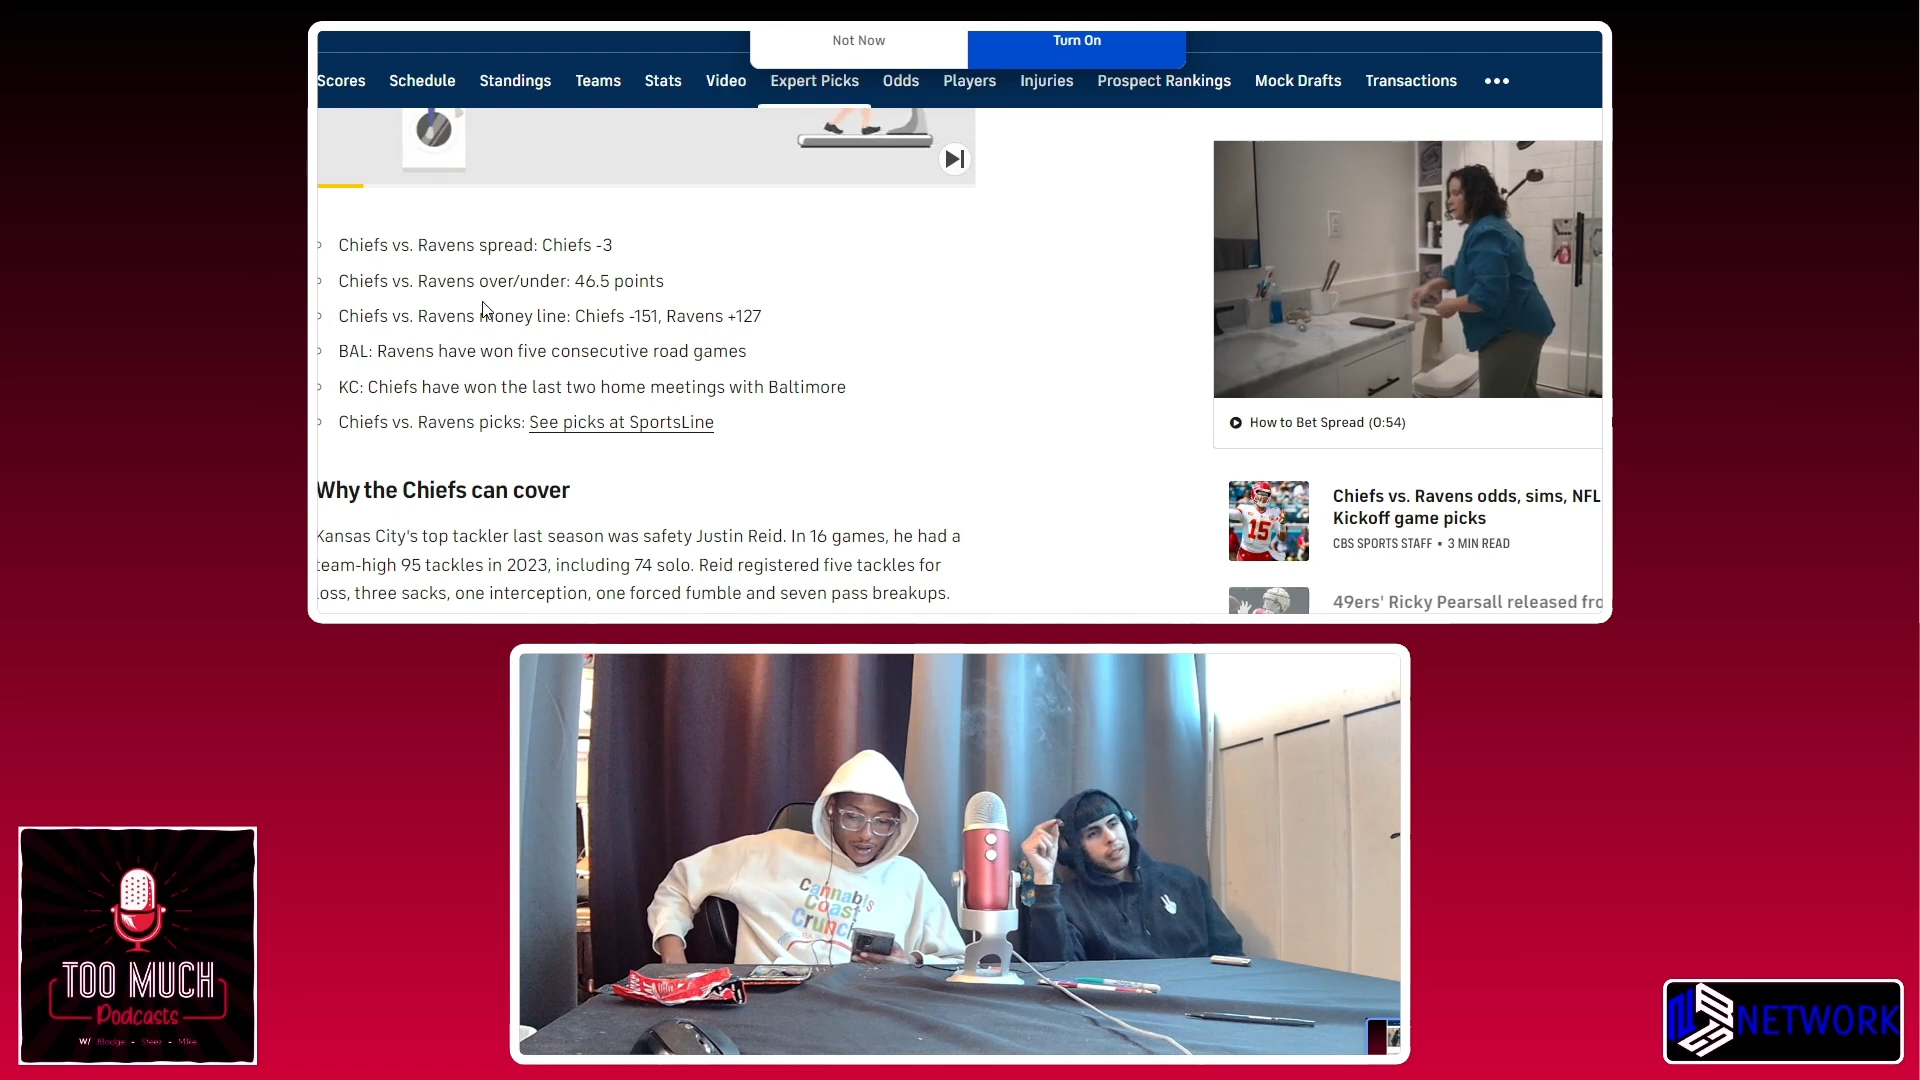 Not Now
Turn On
Scores Schedule Standings Teams Stats Video Expert Picks Odds Players Injuries Prospect Rankings Mock Drafts Transactions •••
Chiefs vs. Ravens spread: Chiefs -3
Chiefs vs. Ravens over/under: 46.5 points
Chiefs vs. Ravens money line: Chiefs -151, Ravens +127
BAL: Ravens have won five consecutive road games
KC: Chiefs have won the last two home meetings with Baltimore
Chiefs vs. Ravens picks: See picks at SportsLine
Why the Chiefs can cover
Kansas City's top tackler last season was safety Justin Reid. In 16 games, he had a
team-high 95 tackles in 2023, including 74 solo. Reid registered five tackles for
loss, three sacks, one interception, one forced fumble and seven pass breakups.
How to Bet Spread (0:54)
15
Chiefs vs. Ravens odds, sims, NFL
Kickoff game picks
CBS SPORTS STAFF • 3 MIN READ
49ers' Ricky Pearsall released fro
Cannabis
Coast
Crunch
TOO MUCH
Podcasts
W/ - Steez - Mike
NETWORK